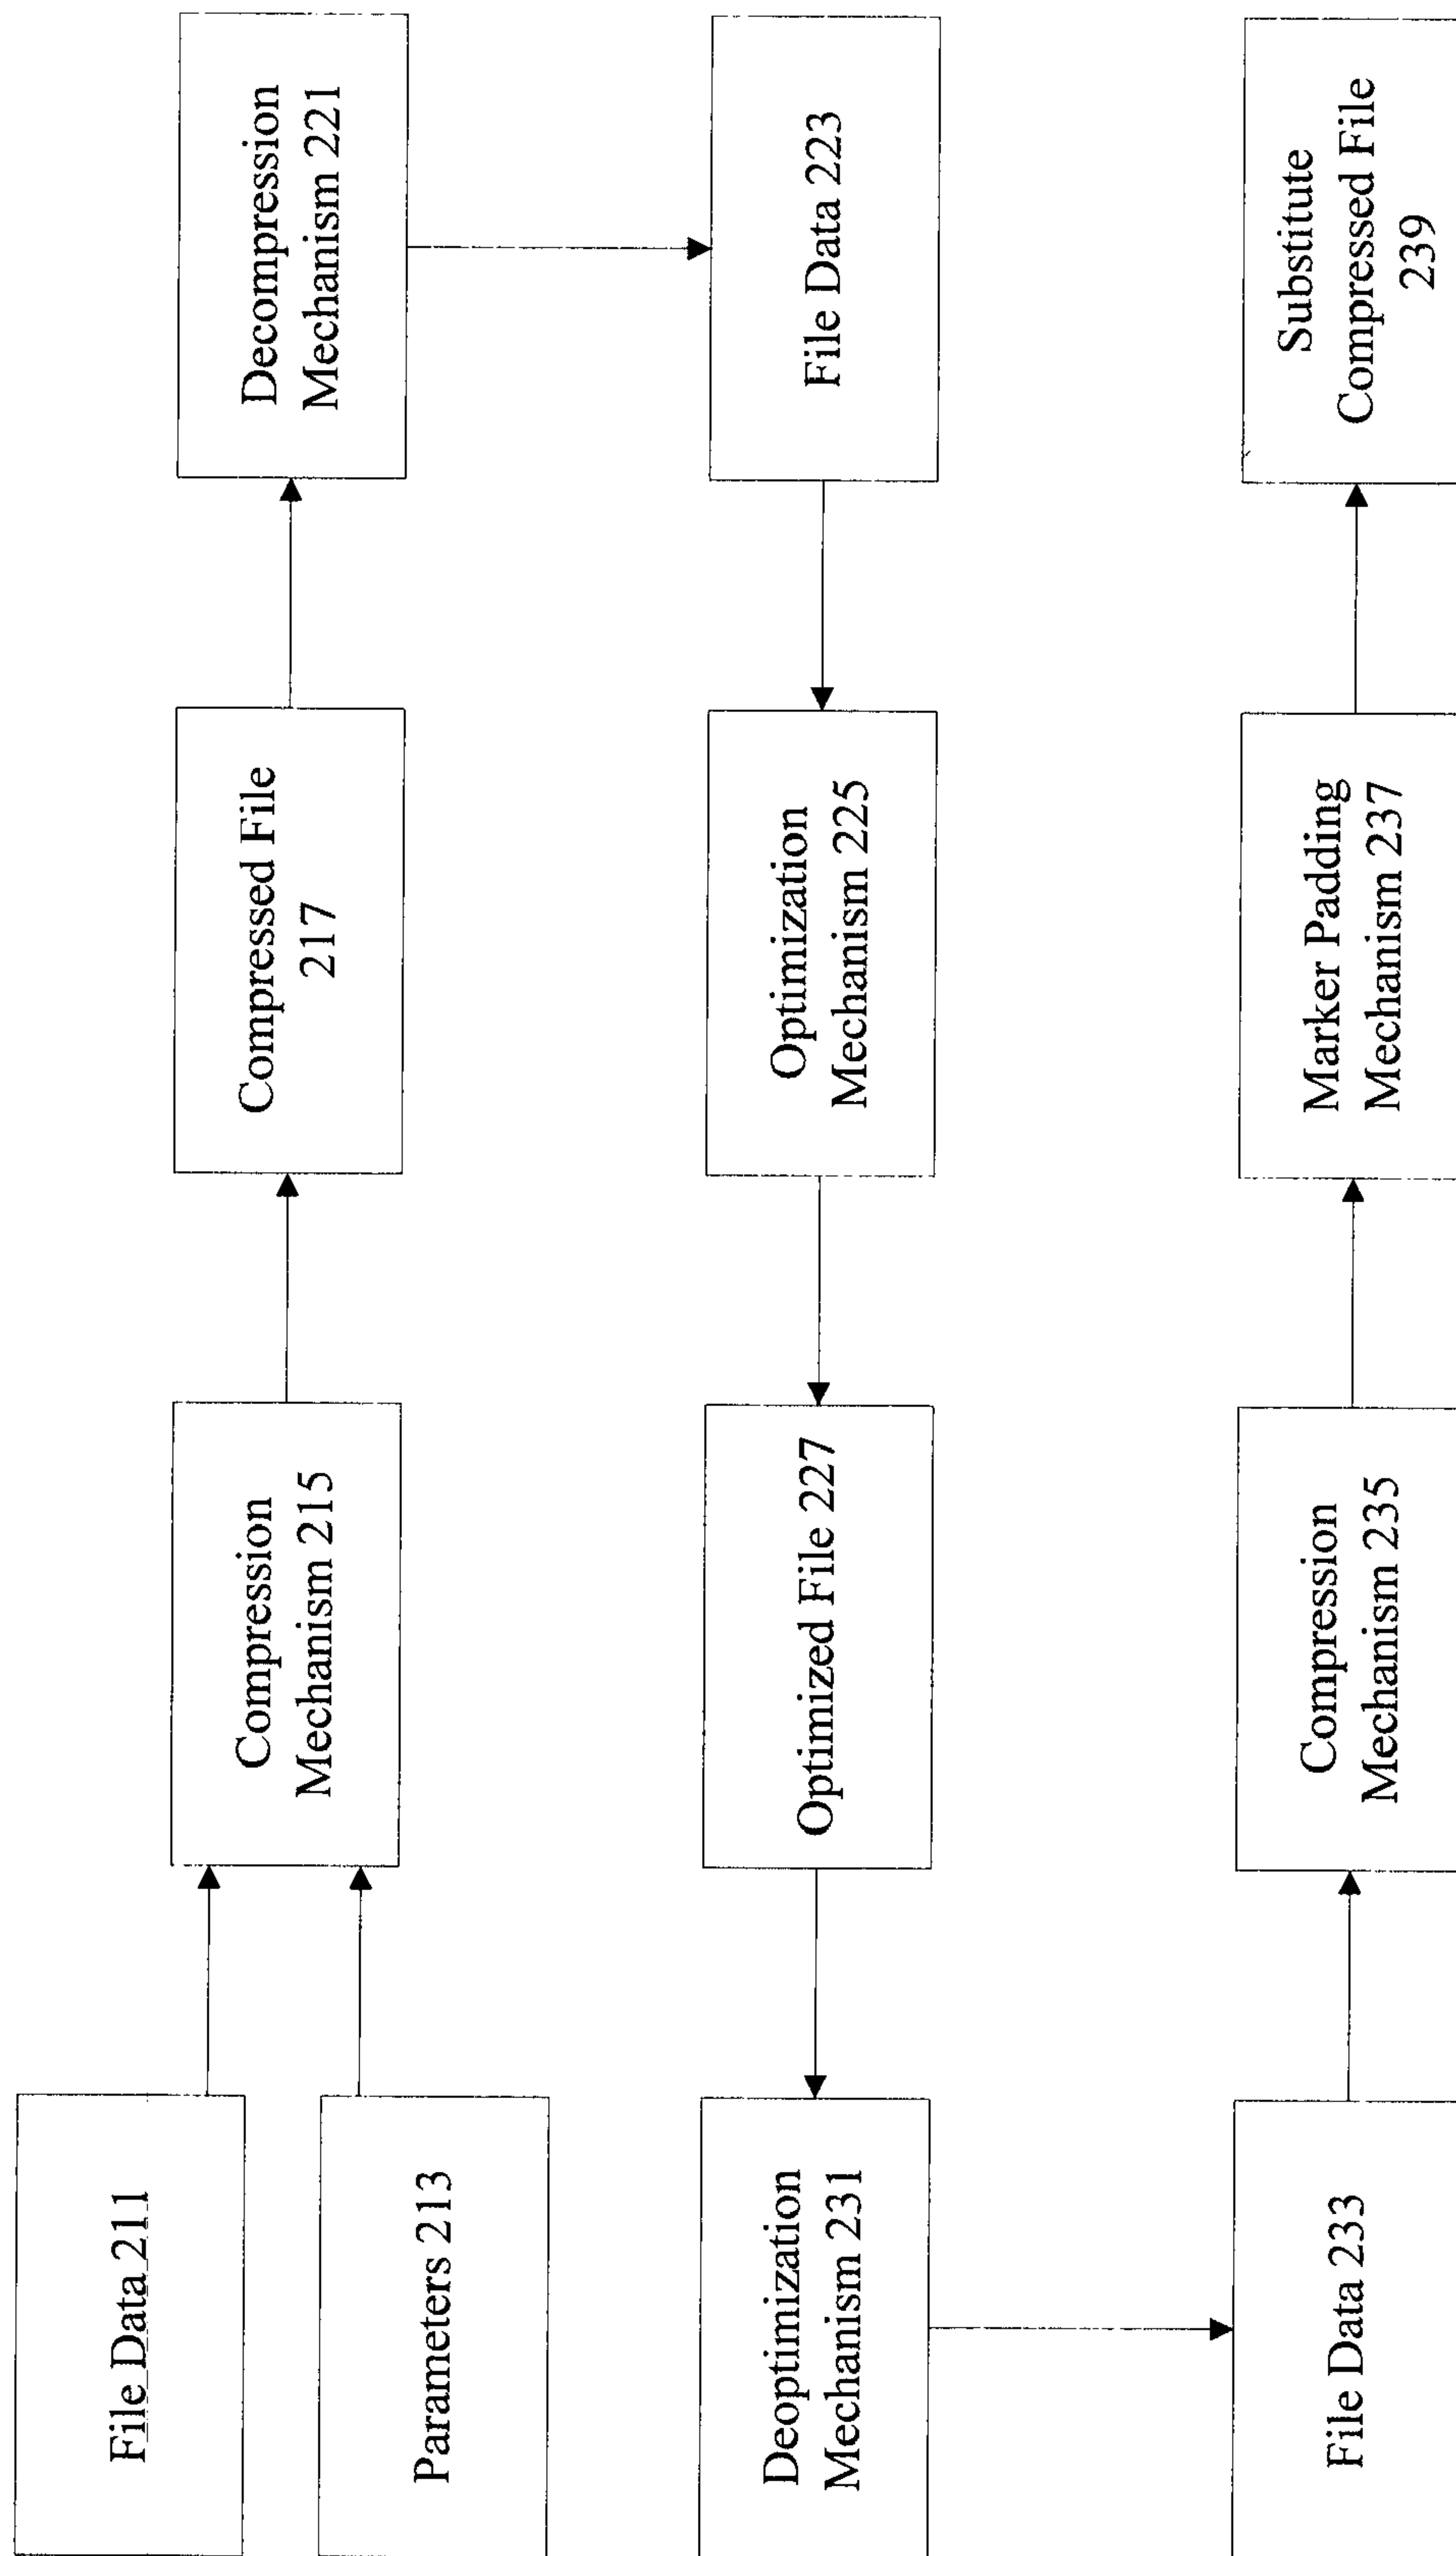 File Data 211
Parameters 213
Compression
Mechanism 215
Compressed File
217
Decompression
Mechanism 221
File Data 223
Optimization
Mechanism 225
Optimized File 227
Deoptimization
Mechanism 231
File Data 233
Compression
Mechanism 235
Marker Padding
Mechanism 237
Substitute
Compressed File
239